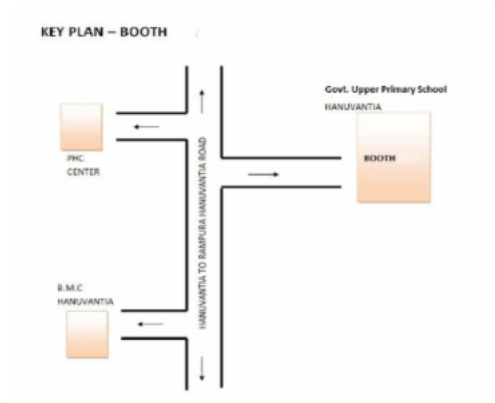 KEY PLAN – BOOTH
Govt. Upper Primary School
HANUVANTIA
BOOTH
PHC
CENTER
HANUVANTIA TO RAMPURA HANUVANTIA ROAD
B.M.C
HANUVANTIA